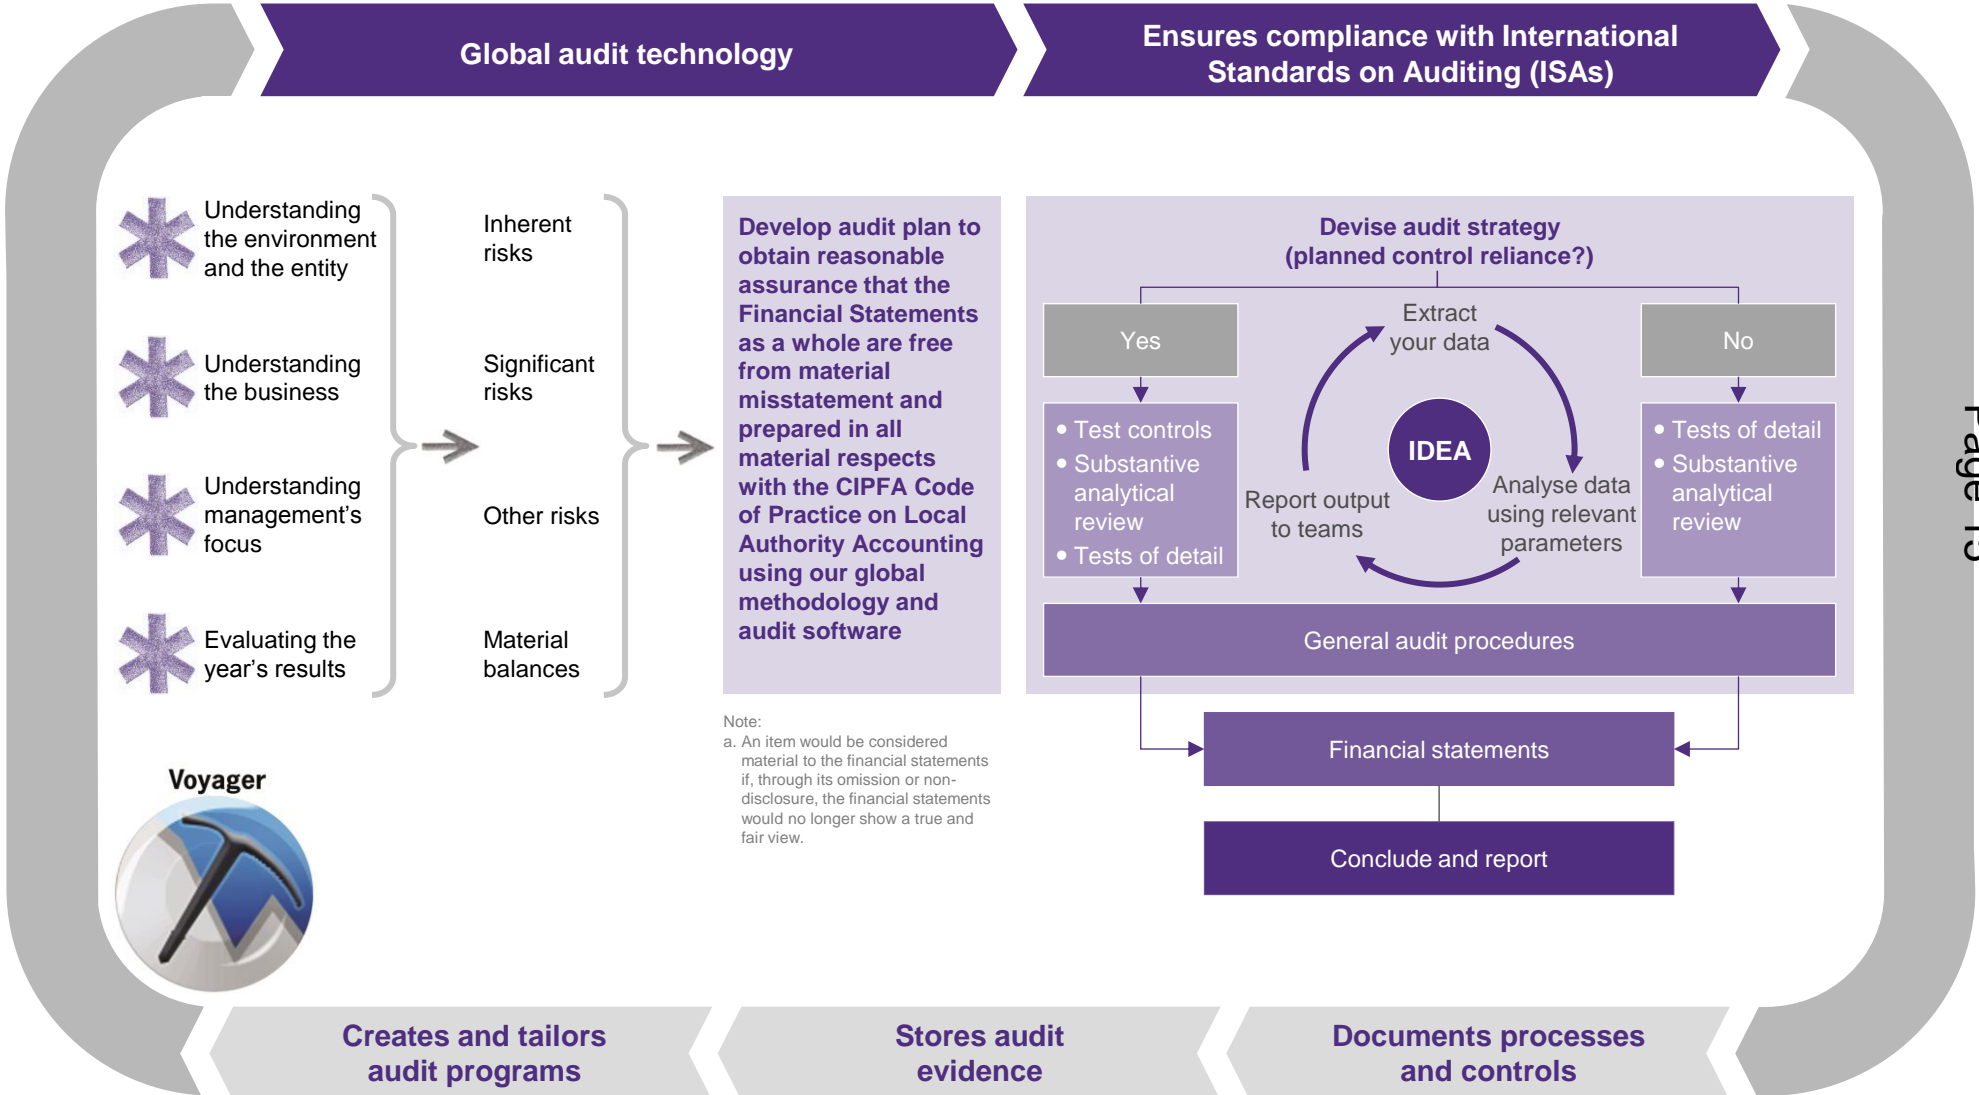 Global audit technology
Ensures compliance with International
Standards on Auditing (ISAs)
Understanding
the environment
and the entity
Understanding
the business
Understanding
management’s
focus
Evaluating the
year’s results
Inherent
risks
Significant
risks
Other risks
Material
balances
Develop audit plan to
obtain reasonable
assurance that the
Financial Statements
as a whole are free
from material
misstatement and
prepared in all
material respects
with the CIPFA Code
of Practice on Local
Authority Accounting
using our global
methodology and
audit software
Note:
a. An item would be considered
material to the financial statements
if, through its omission or non-
disclosure, the financial statements
would no longer show a true and
fair view.
Devise audit strategy
(planned control reliance?)
Yes
• Test controls
• Substantive
analytical
review
• Tests of detail
Extract
your data
IDEA
Analyse data
using relevant
parameters
Report output
to teams
No
• Tests of detail
• Substantive
analytical
review
General audit procedures
Financial statements
Conclude and report
Voyager
Creates and tailors
audit programs
Stores audit
evidence
Documents processes
and controls
Page